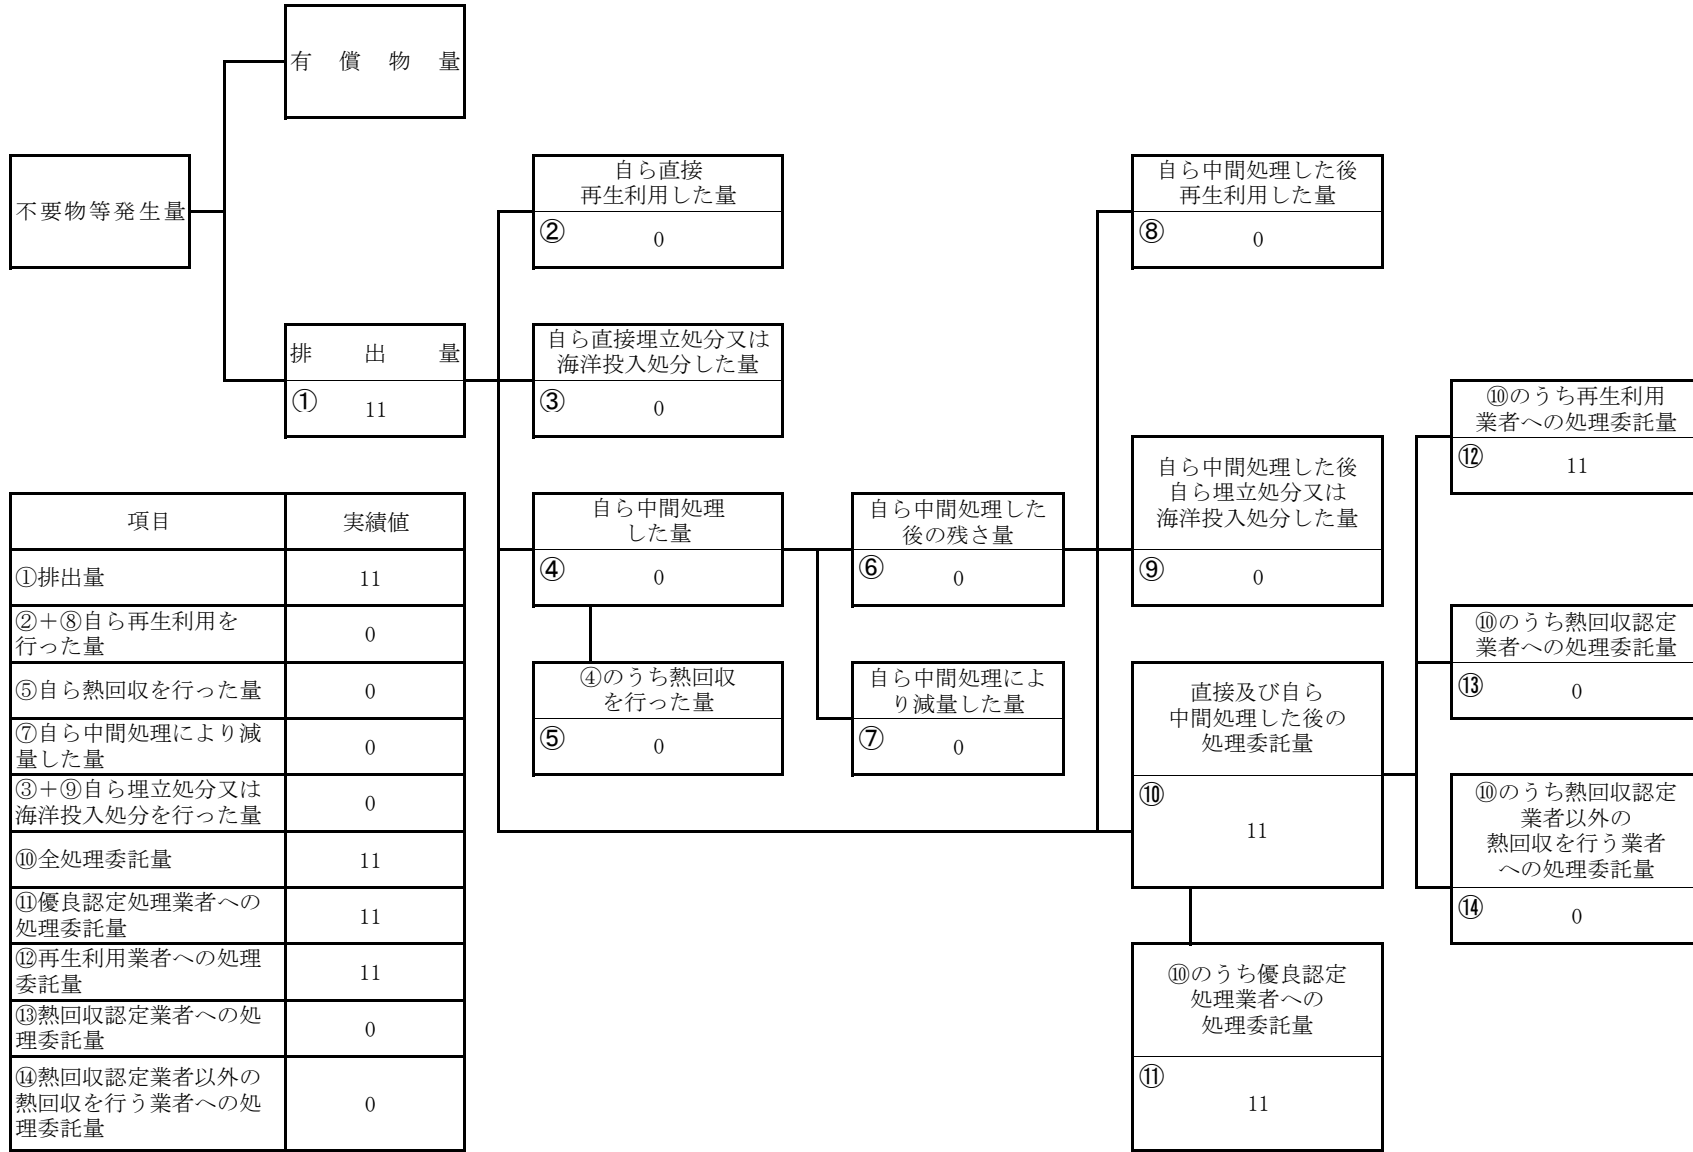 有償物量
不要物等発生量
排出量
① 11
自ら直接
再生利用した量
② 0
自ら直接埋立処分又は
海洋投入処分した量
③ 0
自ら中間処理
した量
④ 0
④のうち熱回収
を行った量
⑤ 0
自ら中間処理した
後の残さ量
⑥ 0
自ら中間処理によ
り減量した量
⑦ 0
自ら中間処理した後
再生利用した量
⑧ 0
自ら中間処理した後
自ら埋立処分又は
海洋投入処分した量
⑨ 0
直接及び自ら
中間処理した後の
処理委託量
⑩
11
⑩のうち優良認定
処理業者への
処理委託量
⑪
11
⑩のうち再生利用
業者への処理委託量
⑫ 11
⑩のうち熱回収認定
業者への処理委託量
⑬ 0
⑩のうち熱回収認定
業者以外の
熱回収を行う業者
への処理委託量
⑭ 0
項目 実績値
①排出量 11
②＋⑧自ら再生利用を
行った量 0
⑤自ら熱回収を行った量 0
⑦自ら中間処理により減
量した量 0
③＋⑨自ら埋立処分又は
海洋投入処分を行った量 0
⑩全処理委託量 11
⑪優良認定処理業者への
処理委託量 11
⑫再生利用業者への処理
委託量 11
⑬熱回収認定業者への処
理委託量 0
⑭熱回収認定業者以外の
熱回収を行う業者への処 0
理委託量